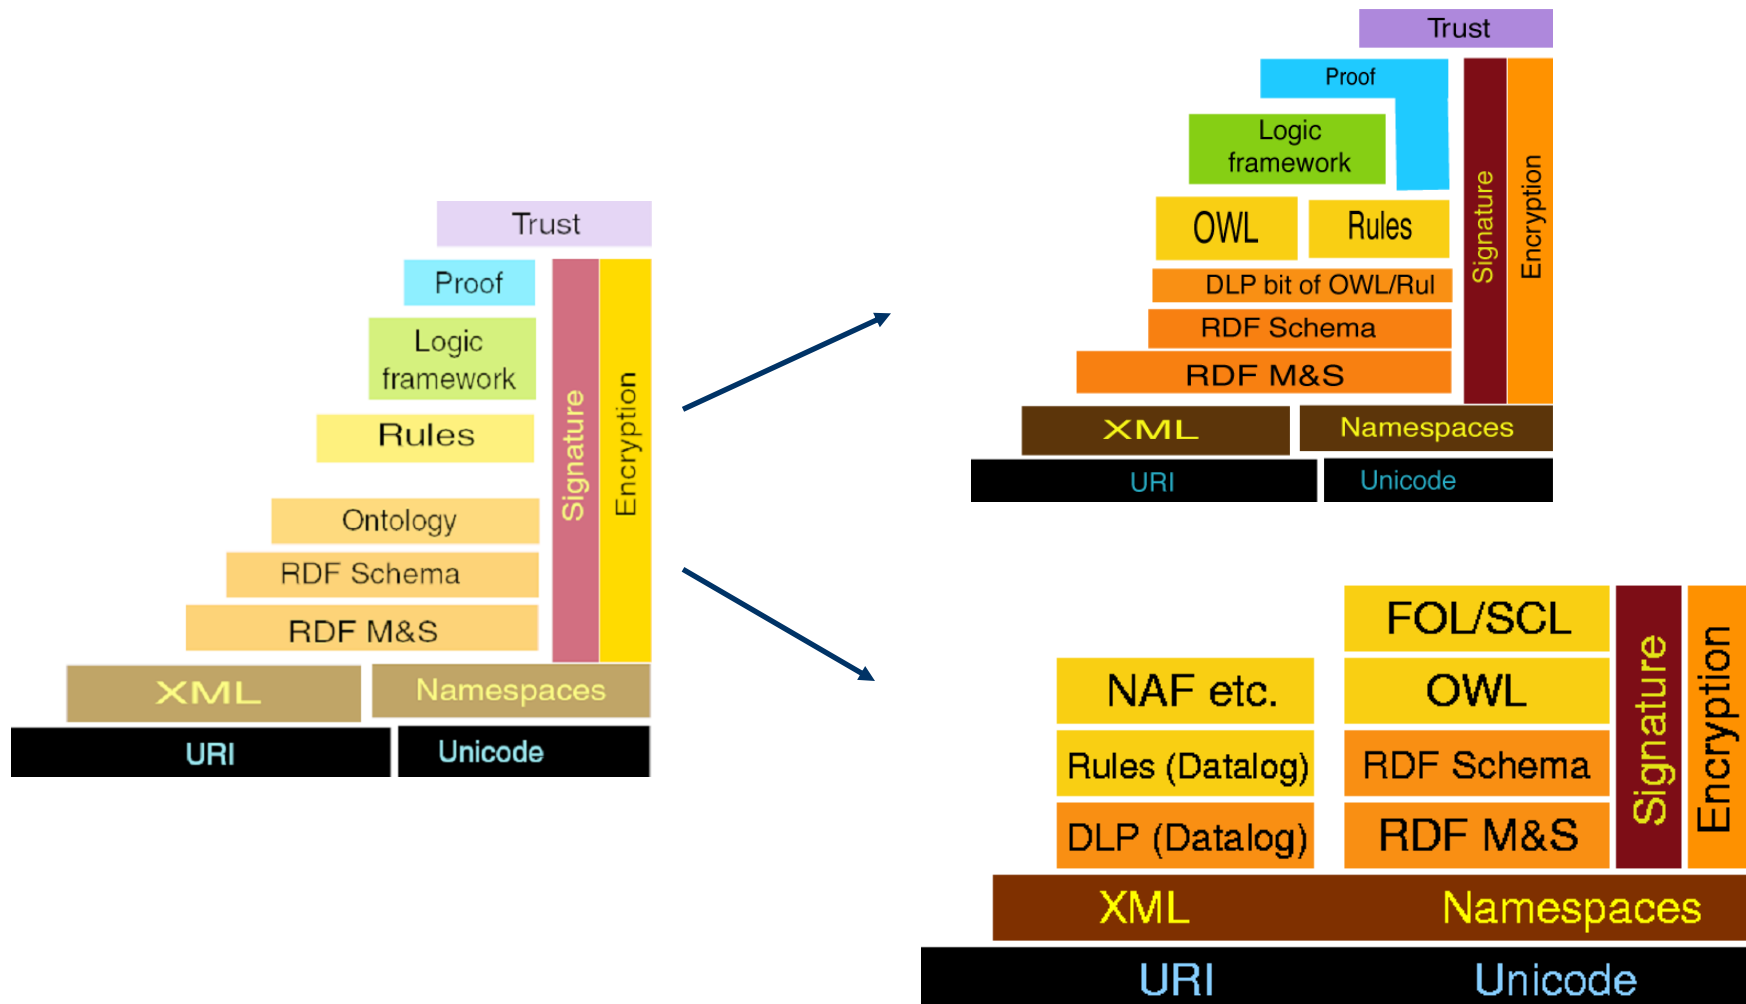 Trust
Proof
Logic
framework
Rules
Ontology
RDF Schema
RDF M&S
Signature
Encryption
XML
Namespaces
URI
Unicode
Trust
Proof
Logic
framework
OWL
Rules
DLP bit of OWL/Rul
RDF Schema
RDF M&S
Signature
Encryption
XML
Namespaces
URI
Unicode
NAF etc.
Rules (Datalog)
DLP (Datalog)
FOL/SCL
OWL
RDF Schema
RDF M&S
Signature
Encryption
XML
Namespaces
URI
Unicode